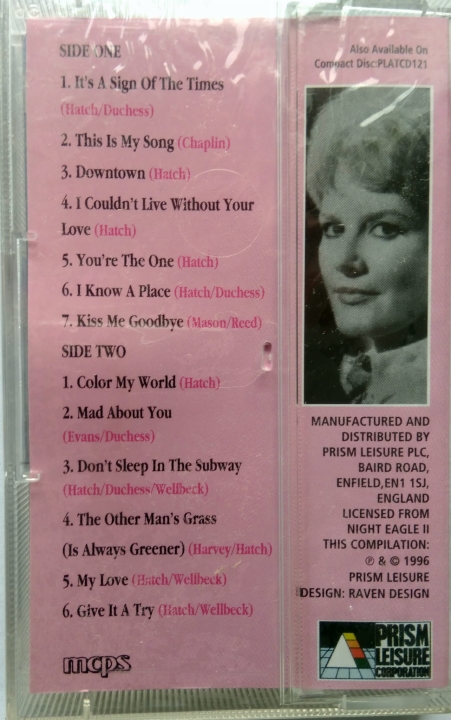 SIDE ONE
1. It's A Sign Of The Times
(Hatch/Duchess)
2. This Is My Song (Chaplin)
3. Downtown (Hatch)
4. I Couldn't Live Without Your
Love (Hatch)
5. You're The One (Hatch)
6. I Know A Place (Hatch/Duchess)
7. Kiss Me Goodbye (Mason/Reed)
SIDE TWO
1. Color My World (Hatch)
2. Mad About You
(Evans/Duchess)
3. Don't Sleep In The Subway
(Hatch/Duchess/Wellbeck)
4. The Other Man's Grass
(Is Always Greener) (Harvey/Hatch)
5. My Love (Hatch/Wellbeck)
6. Give It A Try (Hatch/Wellbeck)
mcps
Also Available On
Compact Disc:PLATCD121
MANUFACTURED AND
DISTRIBUTED BY
PRISM LEISURE PLC,
BAIRD ROAD,
ENFIELD,EN1 1SJ,
ENGLAND
LICENSED FROM
NIGHT EAGLE II
THIS COMPILATION:
℗ & © 1996
PRISM LEISURE
DESIGN: RAVEN DESIGN
PRISM
LEISURE
CORPORATION